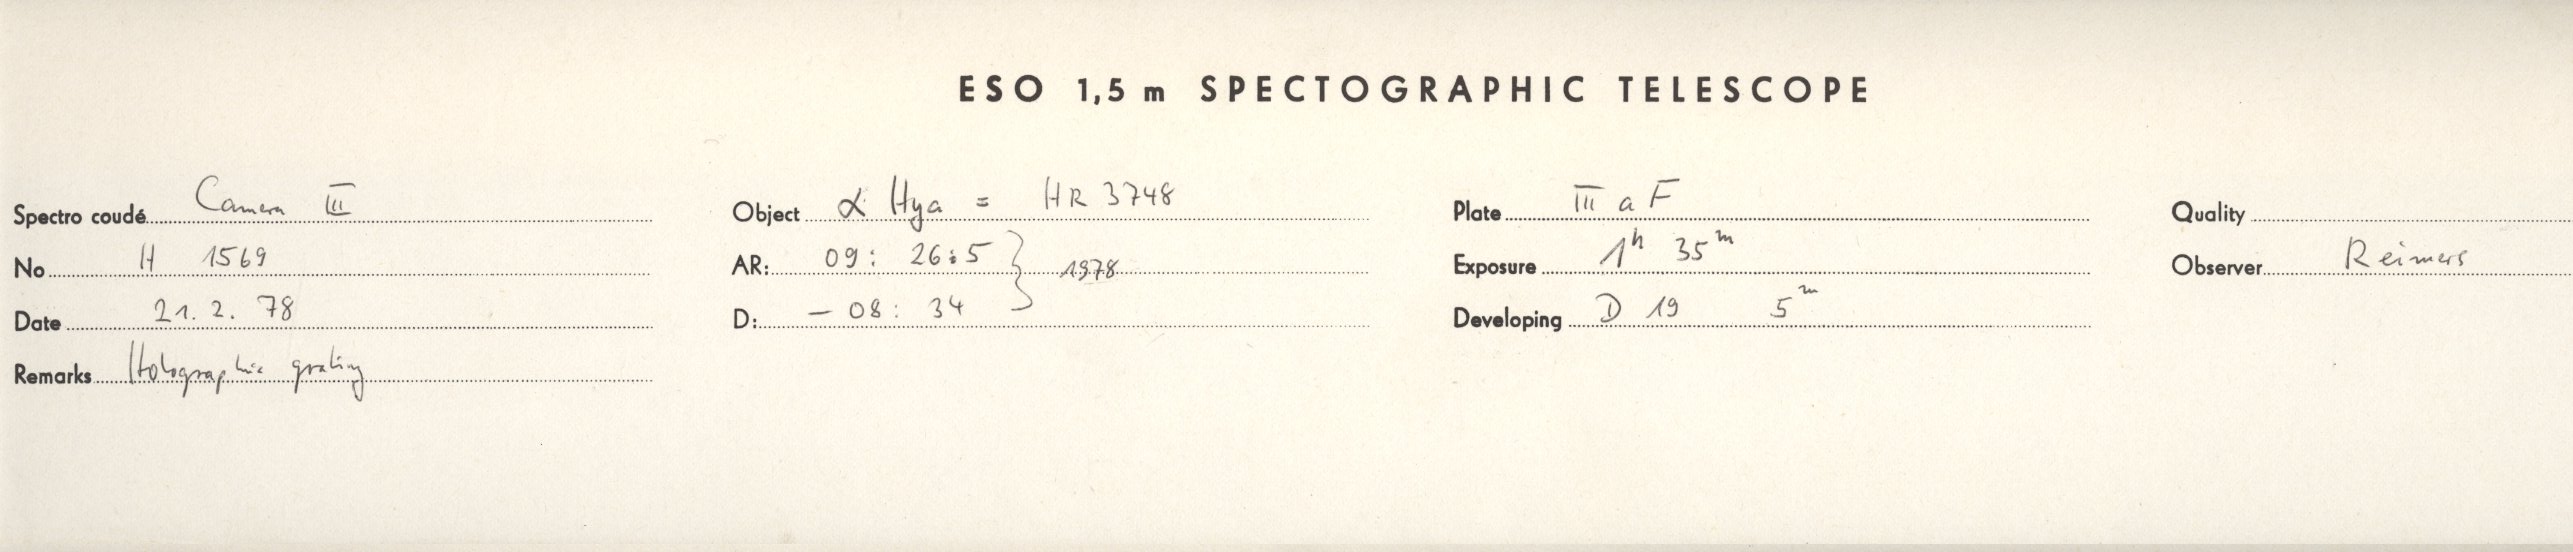 ESO 1,5 m SPECTOGRAPHIC TELESCOPE
Spectro coudé Camera III
No H 1569
Date 21. 2. 78
Remarks Holographic grating
Object α Hya = HR 3748
AR: 09: 26:5 } 1978
D: – 08: 34
Plate III a F
Exposure 1h 35m
Developing D 19 5m
Quality
Observer Reimers